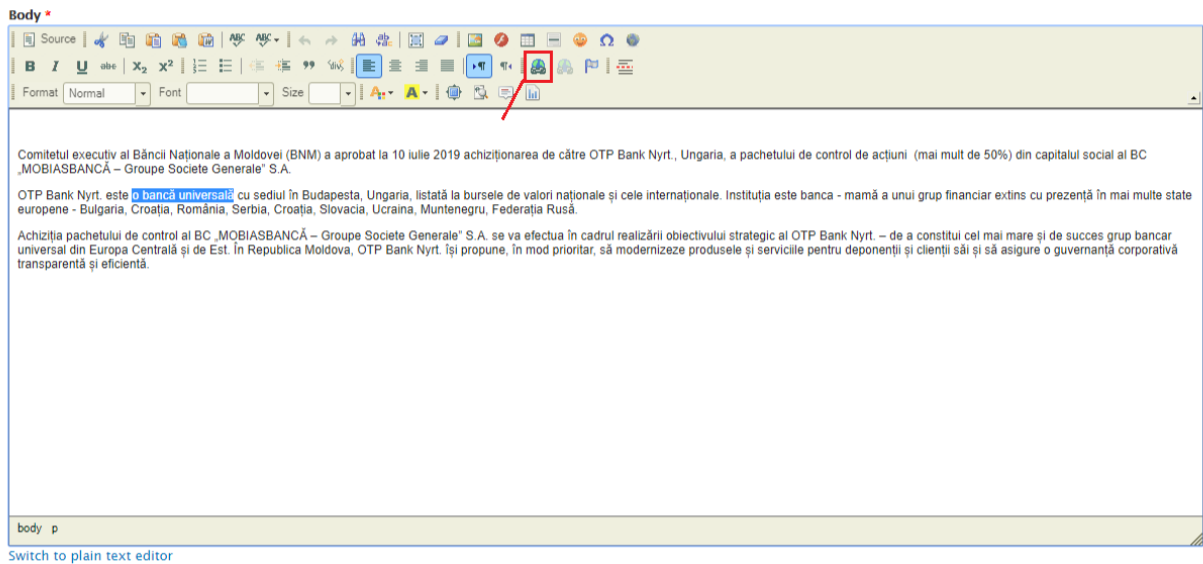 Body *
Source ABC ABC
B I U abc X₂ X² ” div ¶ ¶
Format Normal Font Size A A
Comitetul executiv al Băncii Naționale a Moldovei (BNM) a aprobat la 10 iulie 2019 achiziționarea de către OTP Bank Nyrt., Ungaria, a pachetului de control de acțiuni (mai mult de 50%) din capitalul social al BC
„MOBIASBANCĂ – Groupe Societe Generale” S.A.
OTP Bank Nyrt. este o bancă universală cu sediul în Budapesta, Ungaria, listată la bursele de valori naționale și cele internaționale. Instituția este banca - mamă a unui grup financiar extins cu prezență în mai multe state
europene - Bulgaria, Croația, România, Serbia, Croația, Slovacia, Ucraina, Muntenegru, Federația Rusă.
Achiziția pachetului de control al BC „MOBIASBANCĂ – Groupe Societe Generale” S.A. se va efectua în cadrul realizării obiectivului strategic al OTP Bank Nyrt. – de a constitui cel mai mare și de succes grup bancar
universal din Europa Centrală și de Est. În Republica Moldova, OTP Bank Nyrt. își propune, în mod prioritar, să modernizeze produsele și serviciile pentru deponenții și clienții săi și să asigure o guvernanță corporativă
transparentă și eficientă.
body p
Switch to plain text editor